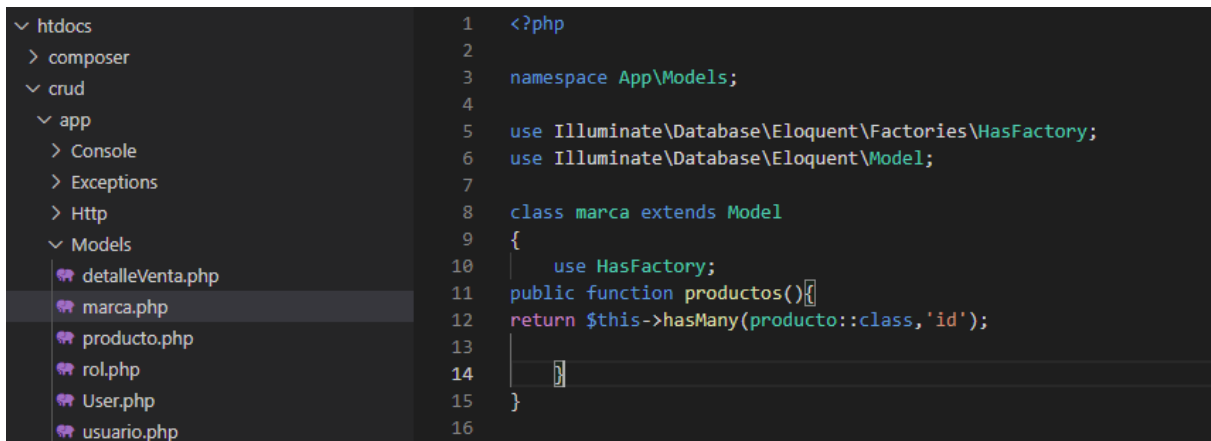 htdocs
composer
crud
app
Console
Exceptions
Http
Models
detalleVenta.php
marca.php
producto.php
rol.php
User.php
usuario.php
1 <?php
2
3 namespace App\Models;
4
5 use Illuminate\Database\Eloquent\Factories\HasFactory;
6 use Illuminate\Database\Eloquent\Model;
7
8 class marca extends Model
9 {
10 use HasFactory;
11 public function productos(){
12 return $this->hasMany(producto::class,'id');
13
14 }
15 }
16